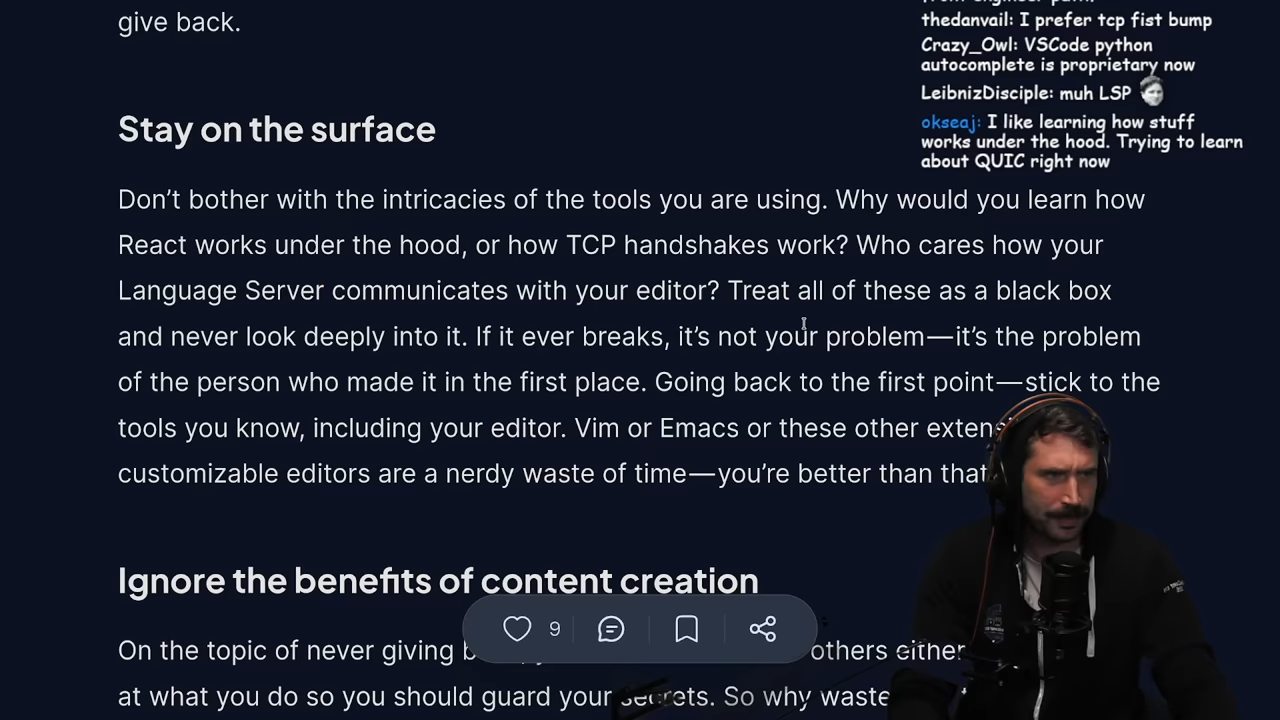 give back.
Stay on the surface
Don’t bother with the intricacies of the tools you are using. Why would you learn how
React works under the hood, or how TCP handshakes work? Who cares how your
Language Server communicates with your editor? Treat all of these as a black box
and never look deeply into it. If it ever breaks, it’s not your problem—it’s the problem
of the person who made it in the first place. Going back to the first point—stick to the
tools you know, including your editor. Vim or Emacs or these other
customizable editors are a nerdy waste of time—you’re better than that
Ignore the benefits of content creation
9
On the topic of never giving others either
at what you do so you should guard your secrets. So why waste
thedanvail: I prefer tcp fist bump
Crazy_Owl: VSCode python
autocomplete is proprietary now
LeibnizDisciple: muh LSP
okseaj: I like learning how stuff
works under the hood. Trying to learn
about QUIC right now